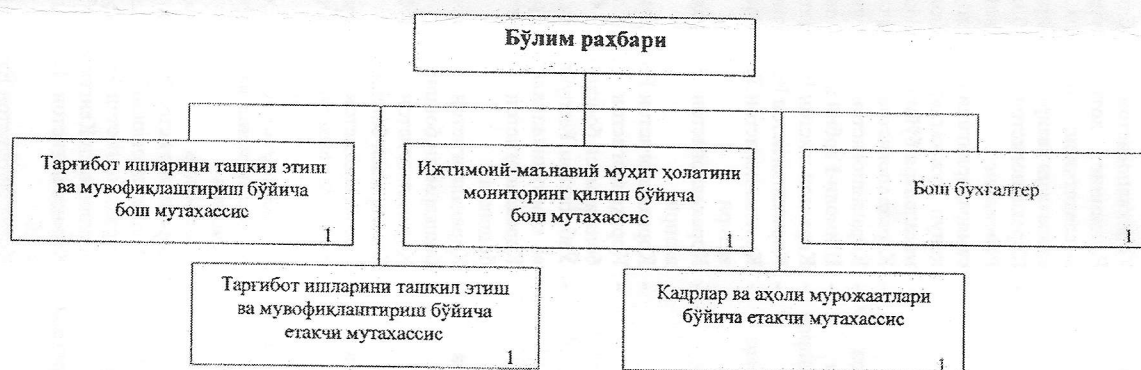 Бўлим раҳбари
Тарғибот ишларини ташкил этиш
ва мувофиқлаштириш бўйича
бош мутахассис
1
Ижтимоий-маънавий муҳит ҳолатини
мониторинг қилиш бўйича
бош мутахассис
1
Бош бухгалтер
1
Тарғибот ишларини ташкил этиш
ва мувофиқлаштириш бўйича
етакчи мутахассис
1
Кадрлар ва аҳоли мурожаатлари
бўйича етакчи мутахассис
1